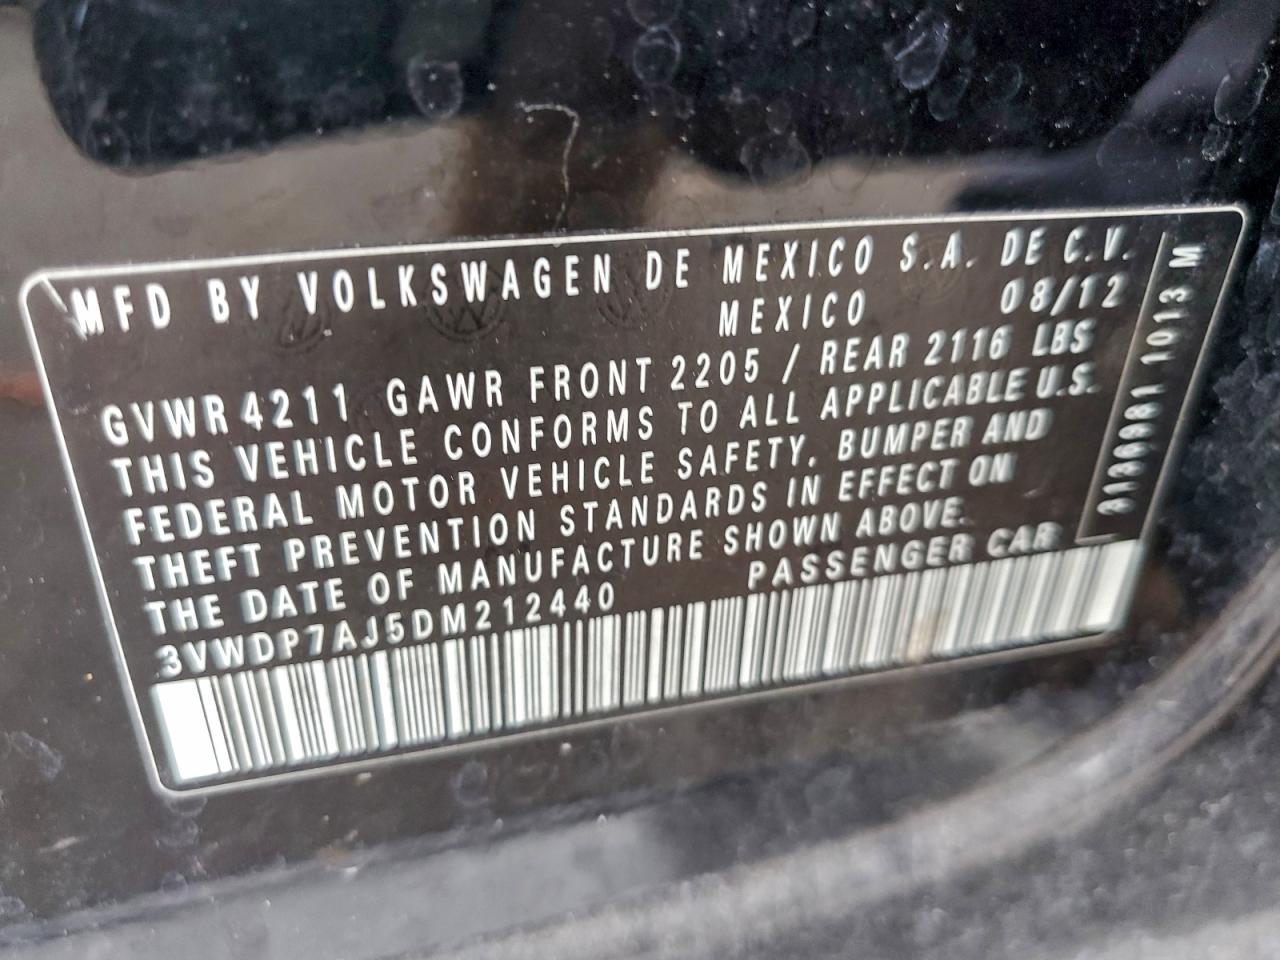 MFD BY VOLKSWAGEN DE MEXICO S.A. DE C.V.
MEXICO 08/12
GVWR 4211 GAWR FRONT 2205 / REAR 2116 LBS
THIS VEHICLE CONFORMS TO ALL APPLICABLE U.S.
FEDERAL MOTOR VEHICLE SAFETY, BUMPER AND
THEFT PREVENTION STANDARDS IN EFFECT ON
THE DATE OF MANUFACTURE SHOWN ABOVE.
3VWDP7AJ5DM212440 PASSENGER CAR
3136981 1013 M